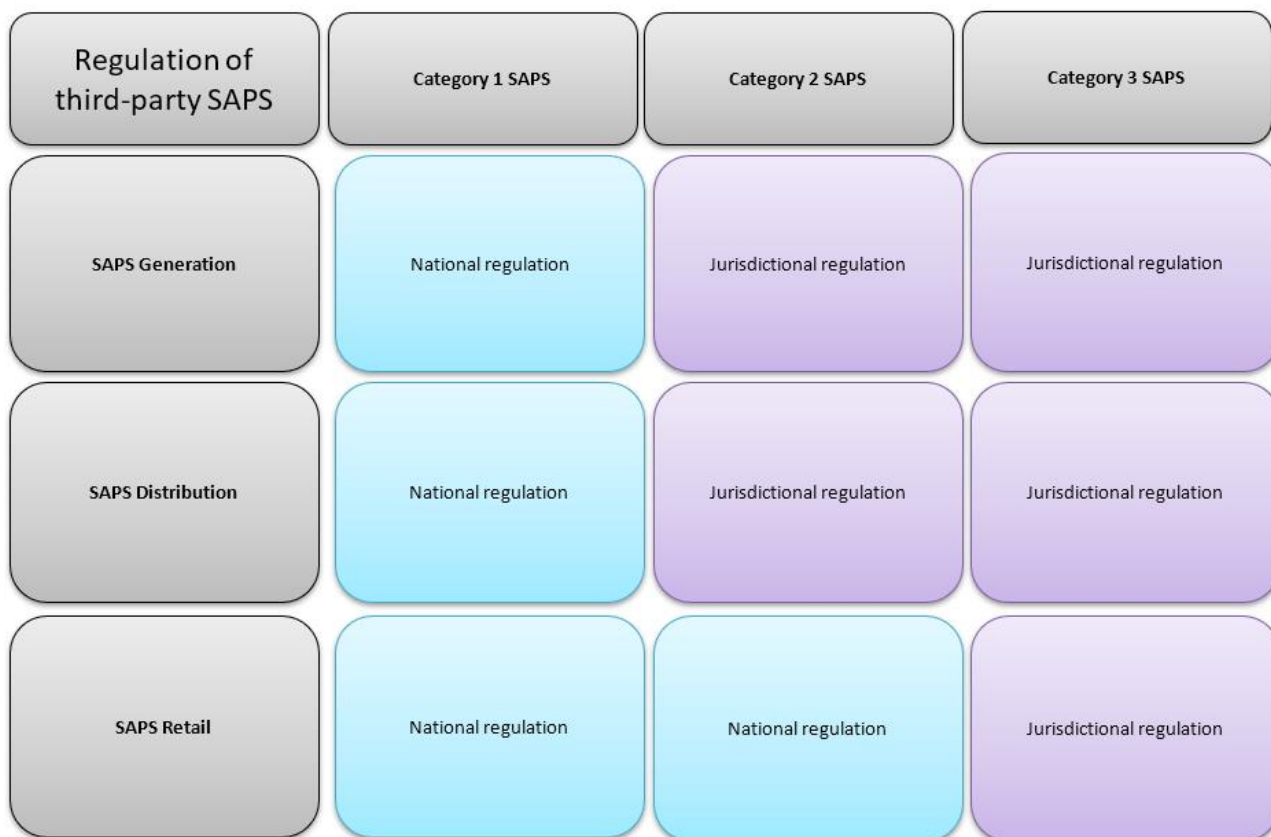 Regulation of
third-party SAPS
Category 1 SAPS
Category 2 SAPS
Category 3 SAPS
SAPS Generation
National regulation
Jurisdictional regulation
Jurisdictional regulation
SAPS Distribution
National regulation
Jurisdictional regulation
Jurisdictional regulation
SAPS Retail
National regulation
National regulation
Jurisdictional regulation